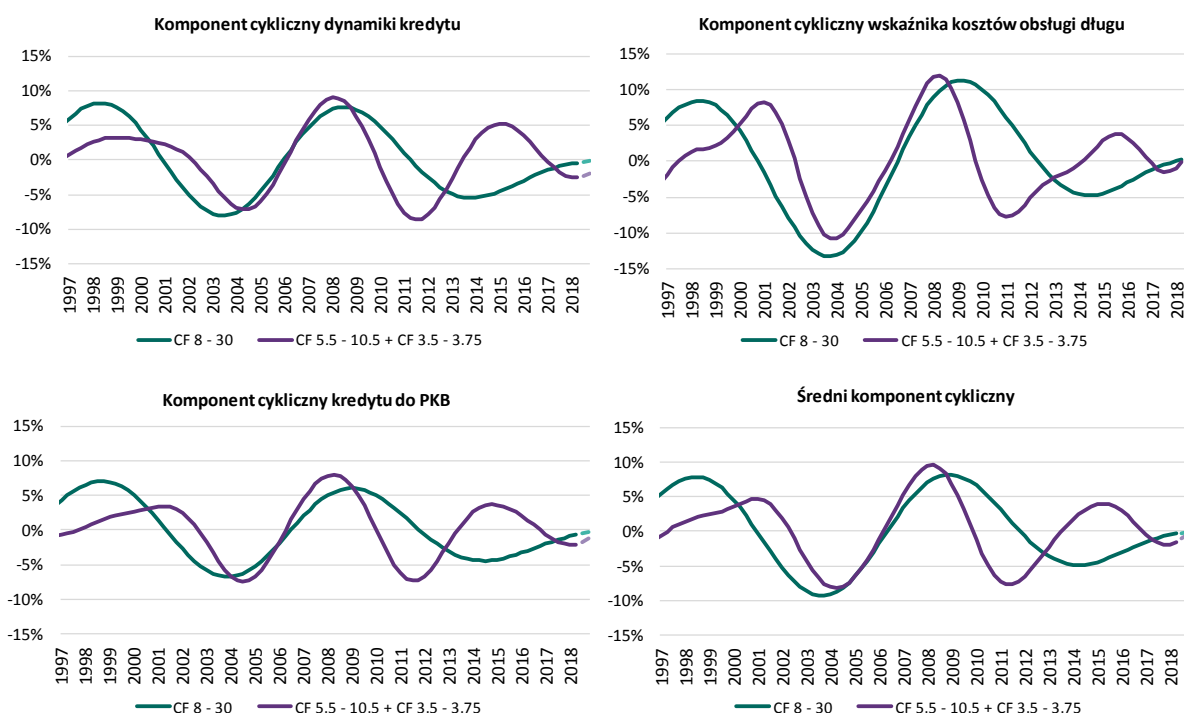 Komponent cykliczny dynamiki kredytu
15%
10%
5%
0%
-5%
-10%
-15%
1997 1998 1999 2000 2001 2002 2003 2004 2005 2006 2007 2008 2009 2010 2011 2012 2013 2014 2015 2016 2017 2018
CF 8 - 30 CF 5.5 - 10.5 + CF 3.5 - 3.75
Komponent cykliczny wskaźnika kosztów obsługi długu
15%
10%
5%
0%
-5%
-10%
-15%
1997 1998 1999 2000 2001 2002 2003 2004 2005 2006 2007 2008 2009 2010 2011 2012 2013 2014 2015 2016 2017 2018
CF 8 - 30 CF 5.5 - 10.5 + CF 3.5 - 3.75
Komponent cykliczny kredytu do PKB
15%
10%
5%
0%
-5%
-10%
-15%
1997 1998 1999 2000 2001 2002 2003 2004 2005 2006 2007 2008 2009 2010 2011 2012 2013 2014 2015 2016 2017 2018
CF 8 - 30 CF 5.5 - 10.5 + CF 3.5 - 3.75
Średni komponent cykliczny
15%
10%
5%
0%
-5%
-10%
-15%
1997 1998 1999 2000 2001 2002 2003 2004 2005 2006 2007 2008 2009 2010 2011 2012 2013 2014 2015 2016 2017 2018
CF 8 - 30 CF 5.5 - 10.5 + CF 3.5 - 3.75